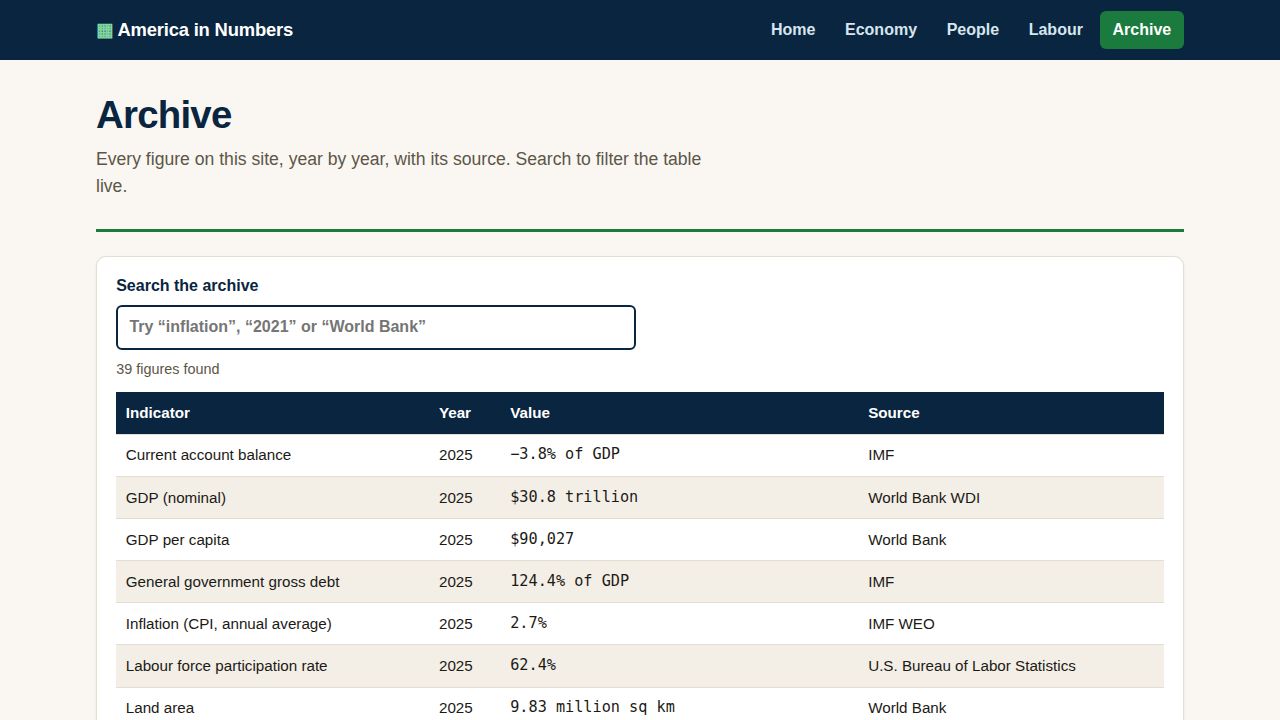 America in Numbers
Home Economy People Labour Archive
Archive
Every figure on this site, year by year, with its source. Search to filter the table
live.
Search the archive
Try “inflation”, “2021” or “World Bank”
39 figures found
Indicator Year Value Source
Current account balance 2025 −3.8% of GDP IMF
GDP (nominal) 2025 $30.8 trillion World Bank WDI
GDP per capita 2025 $90,027 World Bank
General government gross debt 2025 124.4% of GDP IMF
Inflation (CPI, annual average) 2025 2.7% IMF WEO
Labour force participation rate 2025 62.4% U.S. Bureau of Labor Statistics
Land area 2025 9.83 million sq km World Bank